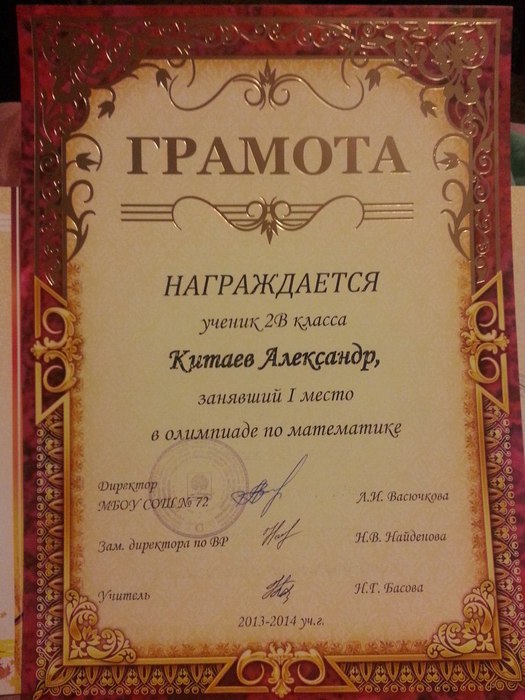 ГРАМОТА
НАГРАЖДАЕТСЯ
ученик 2В класса
Китаев Александр,
занявший I место
в олимпиаде по математике
Директор
МБОУ СОШ № 72 Л.И. Васючкова
Зам. директора по ВР Н.В. Найденова
Учитель Н.Г. Басова
2013-2014 уч.г.